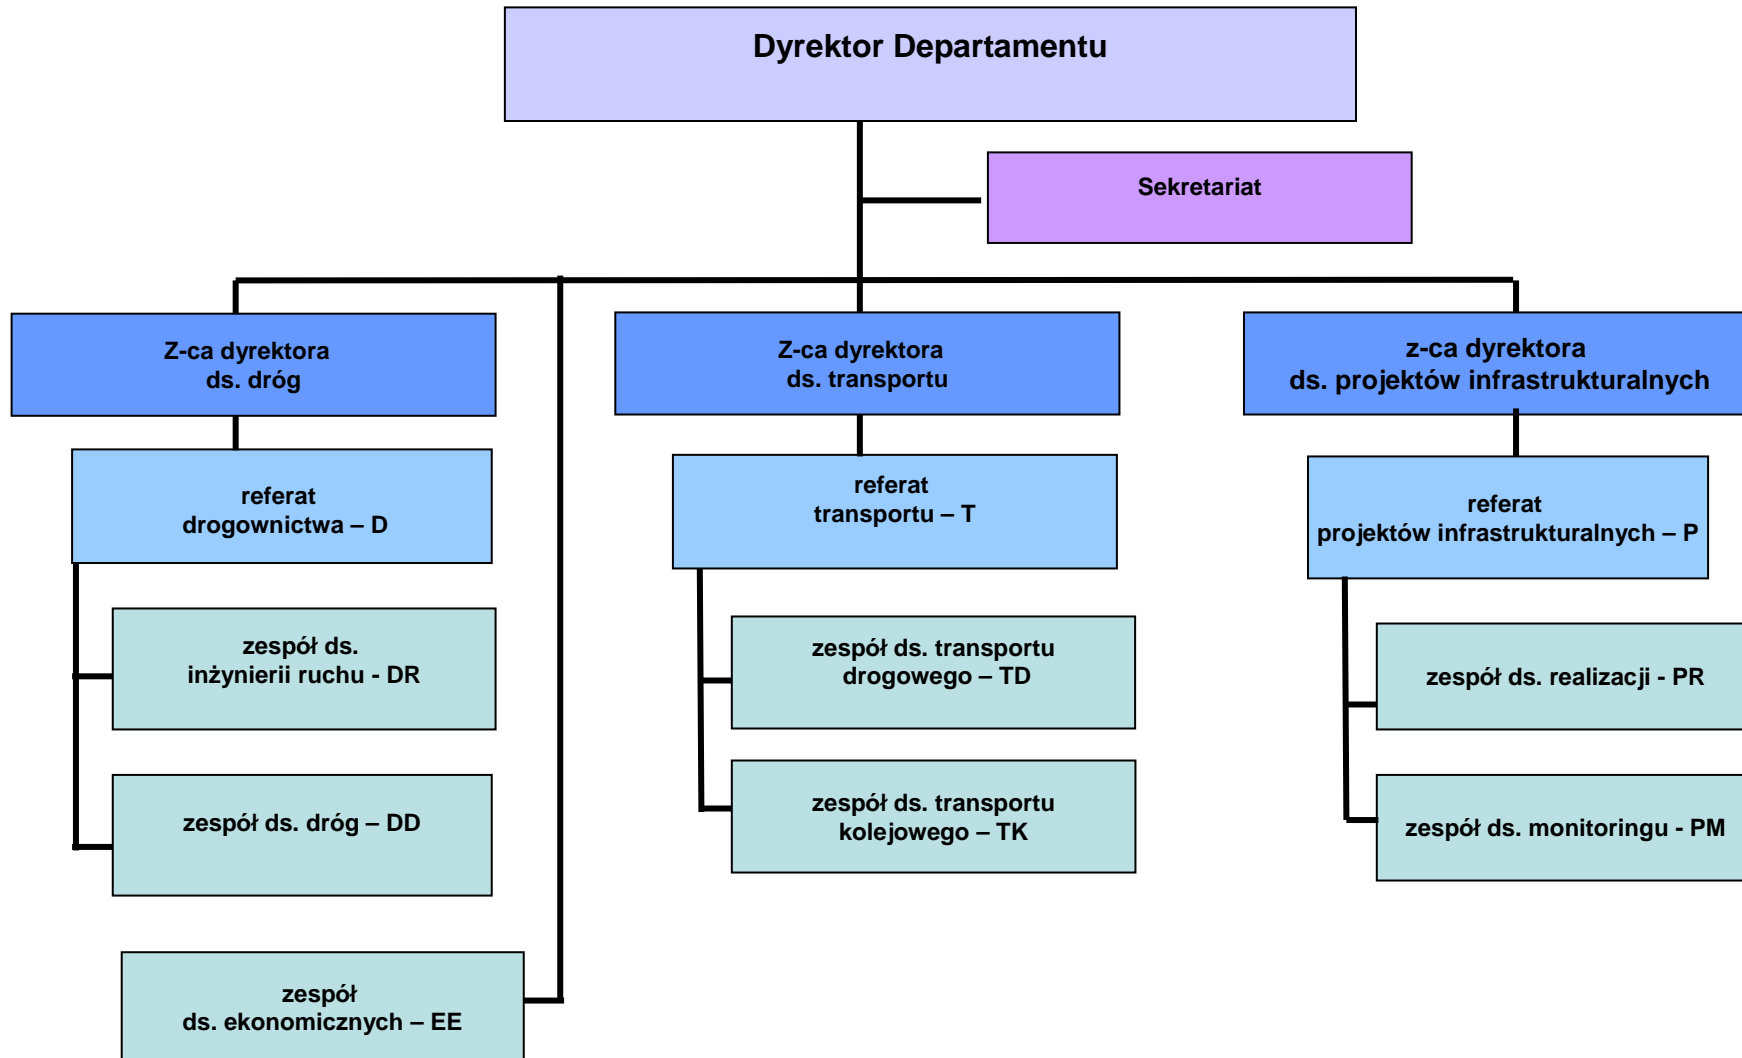 Dyrektor Departamentu
Sekretariat
Z-ca dyrektora
ds. dróg
Z-ca dyrektora
ds. transportu
z-ca dyrektora
ds. projektów infrastrukturalnych
referat
drogownictwa – D
referat
transportu – T
referat
projektów infrastrukturalnych – P
zespół ds.
inżynierii ruchu - DR
zespół ds. transportu
drogowego – TD
zespół ds. realizacji - PR
zespół ds. dróg – DD
zespół ds. transportu
kolejowego – TK
zespół ds. monitoringu - PM
zespół
ds. ekonomicznych – EE